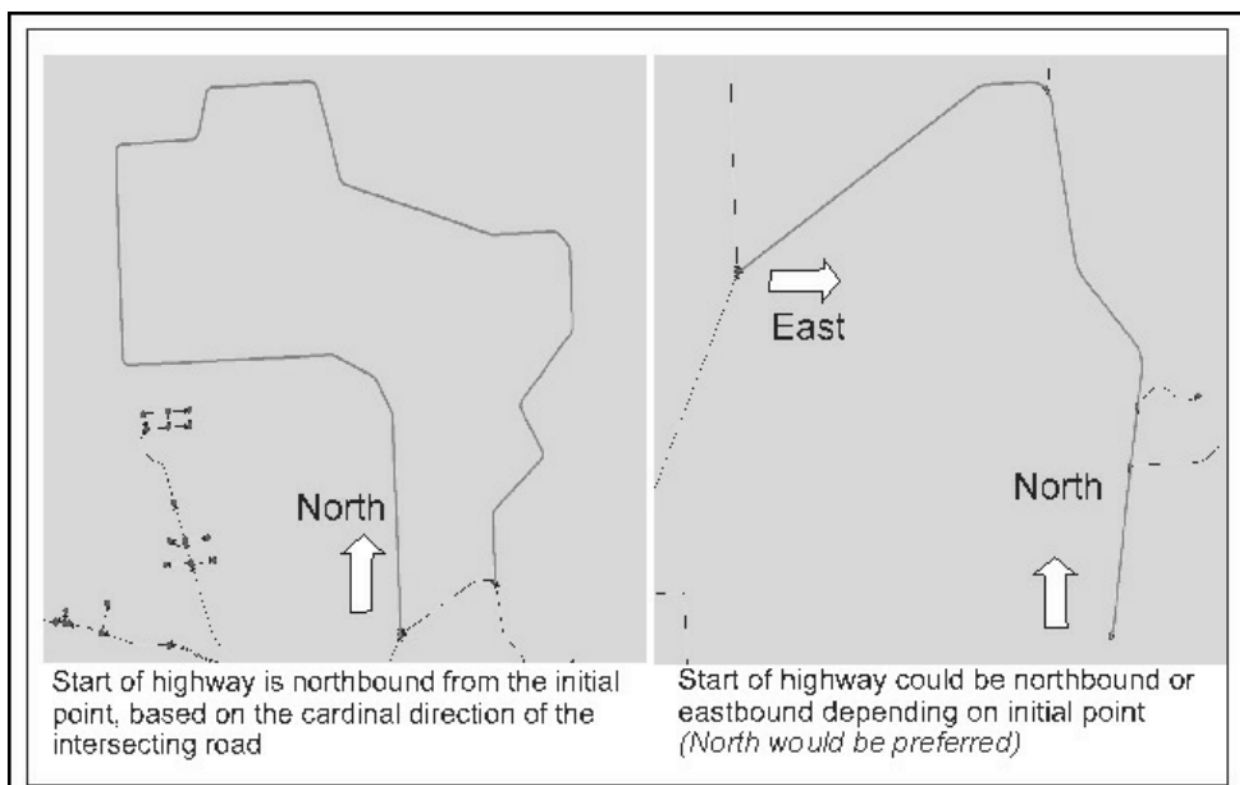 North
East
North
Start of highway is northbound from the initial
point, based on the cardinal direction of the
intersecting road
Start of highway could be northbound or
eastbound depending on initial point
(North would be preferred)